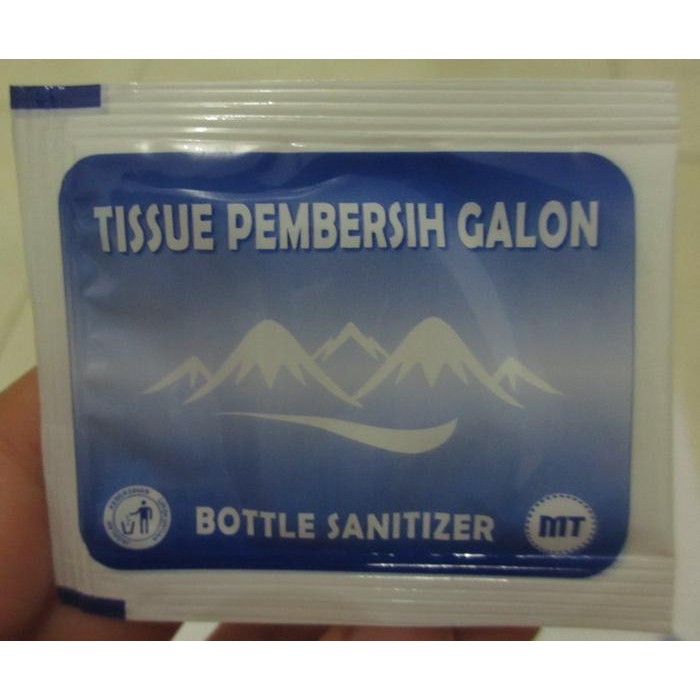 TISSUE PEMBERSIH GALON
BOTTLE SANITIZER
MT